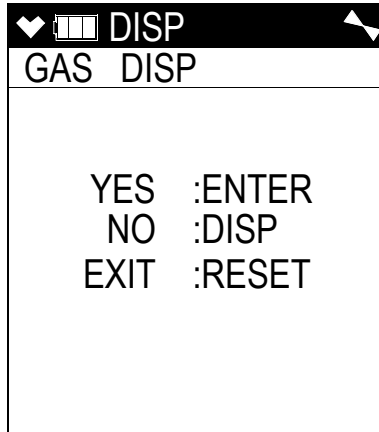 DISP
GAS DISP
YES :ENTER
NO :DISP
EXIT :RESET